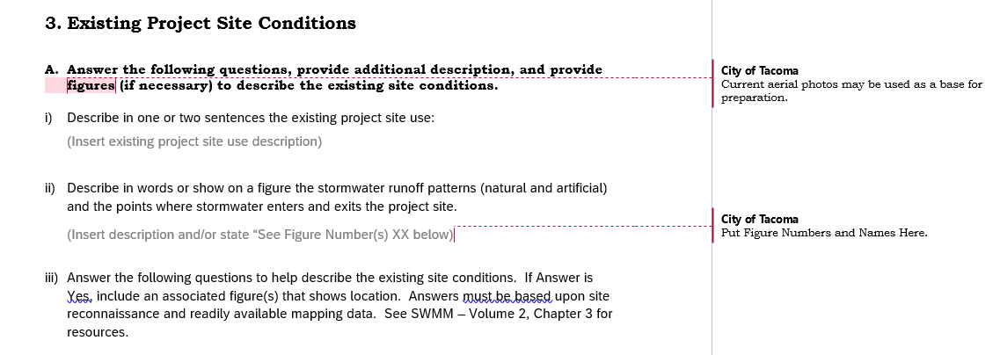 3. Existing Project Site Conditions
A. Answer the following questions, provide additional description, and provide
figures (if necessary) to describe the existing site conditions.
City of Tacoma
Current aerial photos may be used as a base for
preparation.
i) Describe in one or two sentences the existing project site use:
(Insert existing project site use description)
ii) Describe in words or show on a figure the stormwater runoff patterns (natural and artificial)
and the points where stormwater enters and exits the project site.
(Insert description and/or state “See Figure Number(s) XX below)
City of Tacoma
Put Figure Numbers and Names Here.
iii) Answer the following questions to help describe the existing site conditions.  If Answer is
Yes, include an associated figure(s) that shows location.  Answers must be based upon site
reconnaissance and readily available mapping data.  See SWMM – Volume 2, Chapter 3 for
resources.